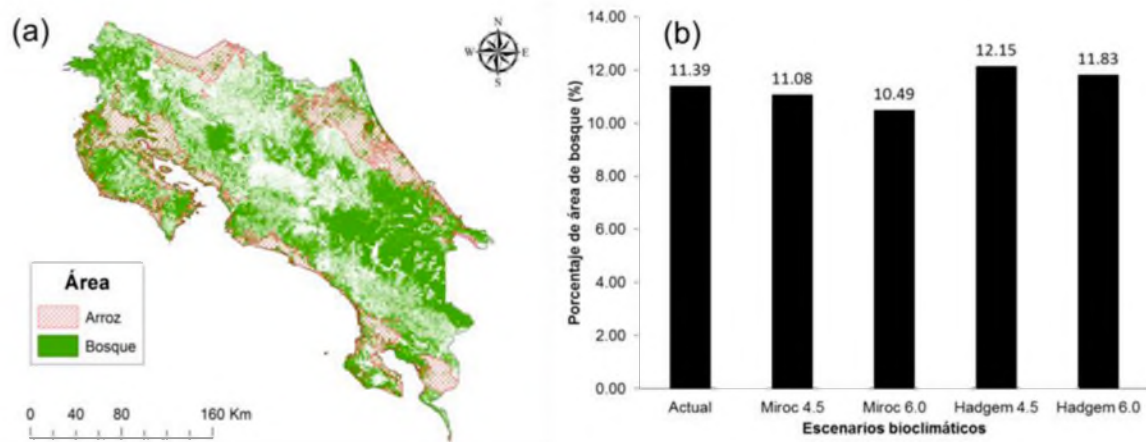 (a)
N
W E
S
Área
Arroz
Bosque
0 40 80 160 Km
(b)
Porcentaje de área de bosque (%)
14.00
12.00
10.00
8.00
6.00
4.00
2.00
0.00
11.39
11.08
10.49
12.15
11.83
Actual Miroc 4.5 Miroc 6.0 Hadgem 4.5 Hadgem 6.0
Escenarios bioclimáticos